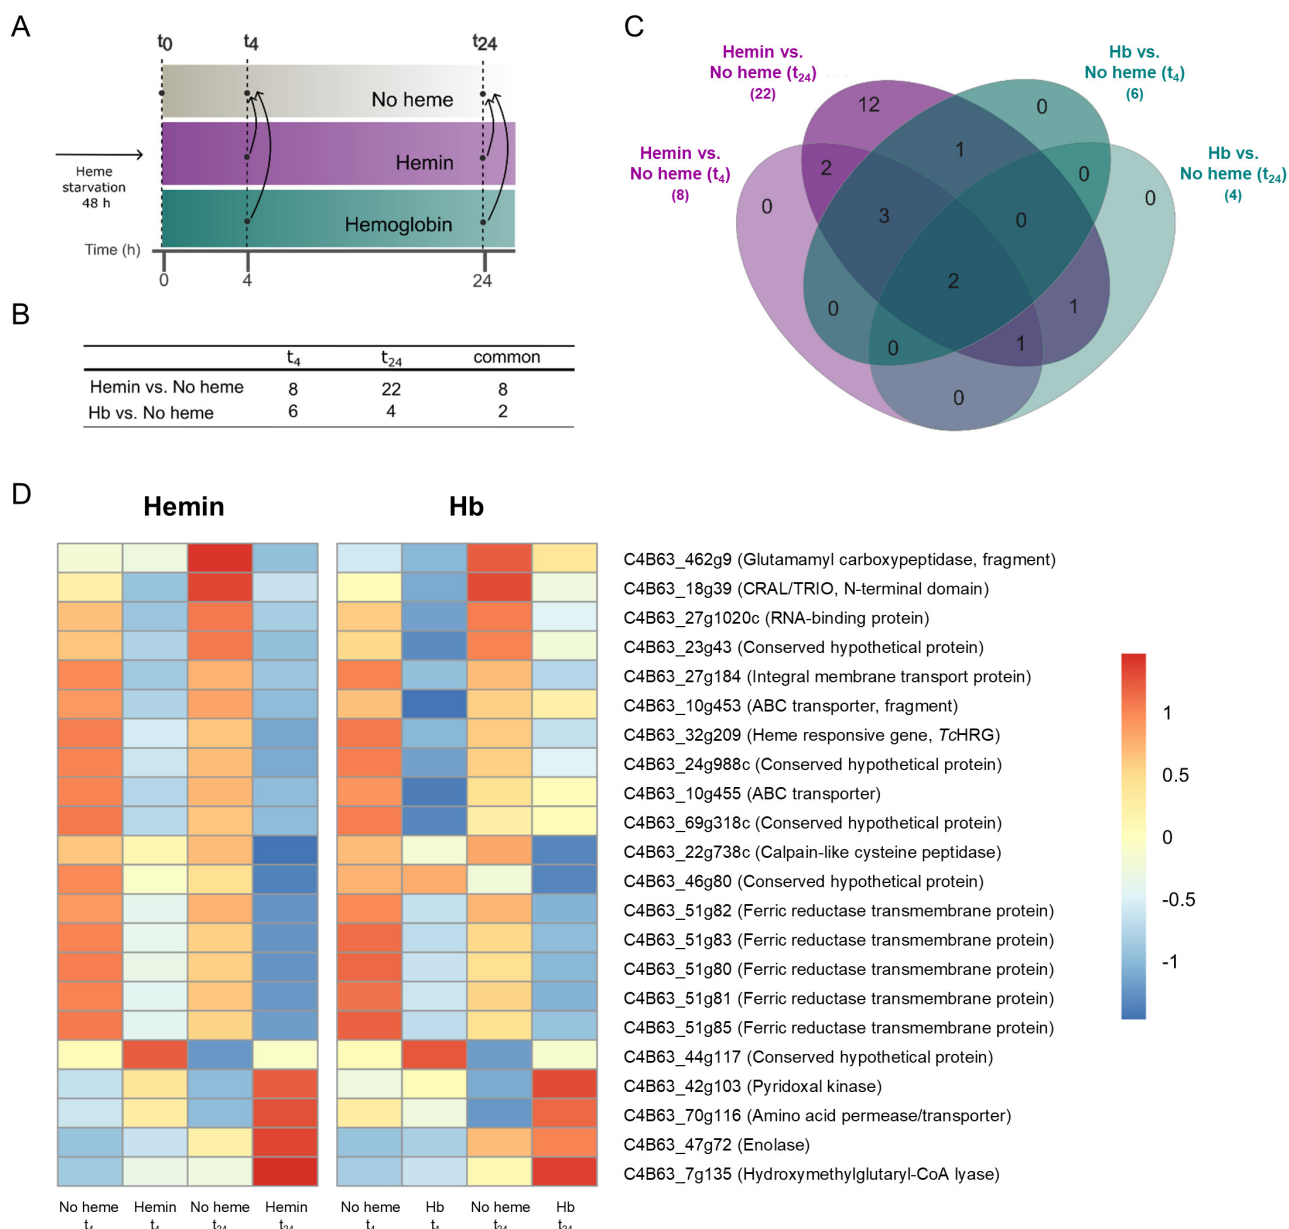 A
t0 t4 t24
No heme
Hemin
Hemoglobin
Heme
starvation
48 h
Time (h)
0 4 24
B
t4 t24 common
Hemin vs. No heme 8 22 8
Hb vs. No heme 6 4 2
C
Hemin vs.
No heme (t24)
(22)
Hb vs.
No heme (t4)
(6)
Hemin vs.
No heme (t4)
(8)
Hb vs.
No heme (t24)
(4)
12 0
1
2 0
0 3 0 0
2
0 1
0 1
0
D
Hemin Hb
C4B63_462g9 (Glutamamyl carboxypeptidase, fragment)
C4B63_18g39 (CRAL/TRIO, N-terminal domain)
C4B63_27g1020c (RNA-binding protein)
C4B63_23g43 (Conserved hypothetical protein)
C4B63_27g184 (Integral membrane transport protein)
C4B63_10g453 (ABC transporter, fragment)
C4B63_32g209 (Heme responsive gene, TcHRG)
C4B63_24g988c (Conserved hypothetical protein)
C4B63_10g455 (ABC transporter)
C4B63_69g318c (Conserved hypothetical protein)
C4B63_22g738c (Calpain-like cysteine peptidase)
C4B63_46g80 (Conserved hypothetical protein)
C4B63_51g82 (Ferric reductase transmembrane protein)
C4B63_51g83 (Ferric reductase transmembrane protein)
C4B63_51g80 (Ferric reductase transmembrane protein)
C4B63_51g81 (Ferric reductase transmembrane protein)
C4B63_51g85 (Ferric reductase transmembrane protein)
C4B63_44g117 (Conserved hypothetical protein)
C4B63_42g103 (Pyridoxal kinase)
C4B63_70g116 (Amino acid permease/transporter)
C4B63_47g72 (Enolase)
C4B63_7g135 (Hydroxymethylglutaryl-CoA lyase)
1
0.5
0
-0.5
-1
No heme Hemin No heme Hemin No heme Hb No heme Hb
t4 t4 t24 t24 t4 t4 t24 t24